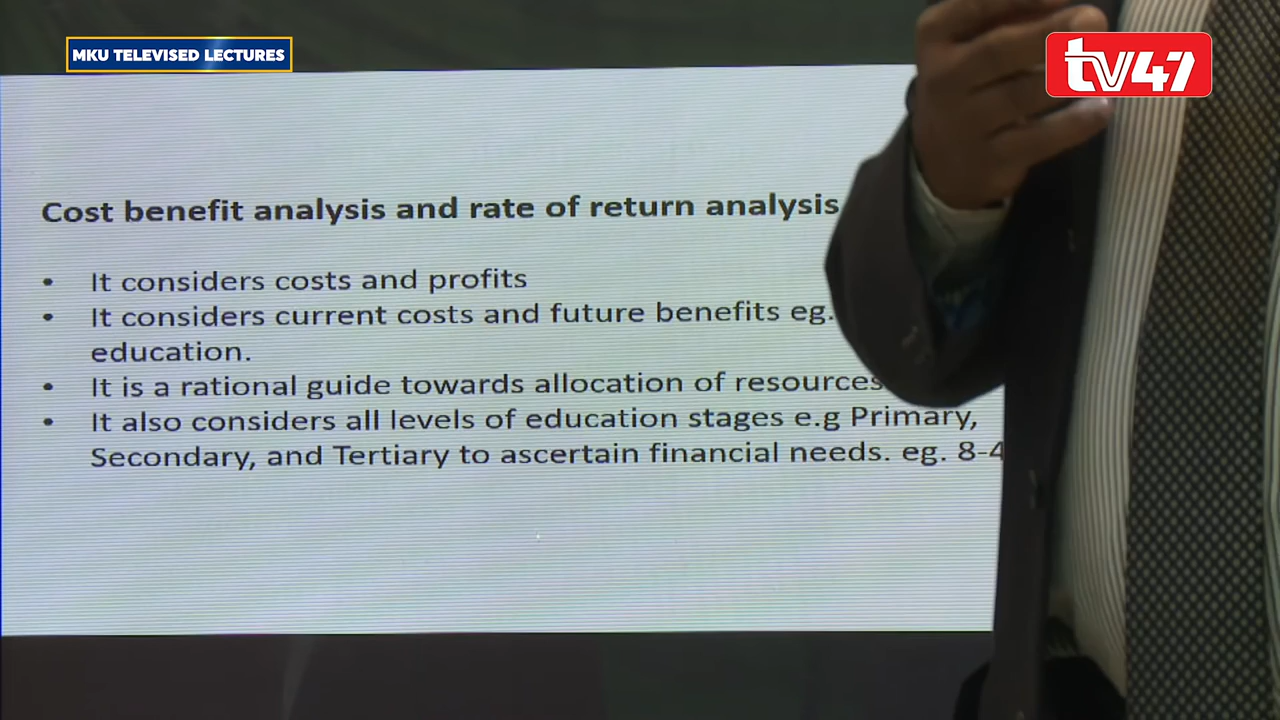 MKU TELEVISED LECTURES
tv47
Cost benefit analysis and rate of return analysis
• It considers costs and profits
• It considers current costs and future benefits eg.
education.
• It is a rational guide towards allocation of resources
• It also considers all levels of education stages e.g Primary,
Secondary, and Tertiary to ascertain financial needs. eg. 8-4